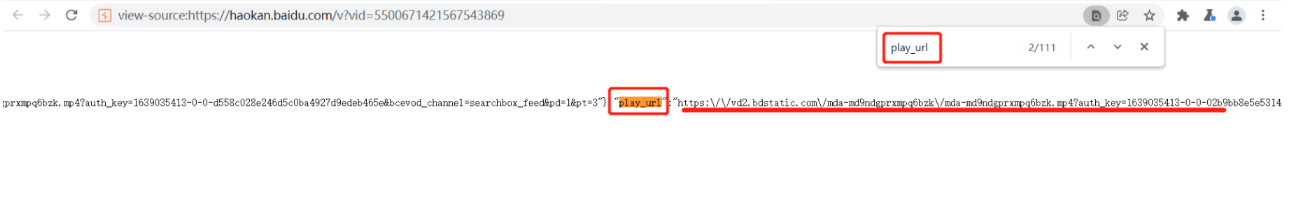 view-source:https://haokan.baidu.com/v?vid=5500671421567543869
play_url 2/111
:prxmpq6bzk.mp4?auth_key=1639035413-0-0-d558c028e246d5c0ba4927d9edeb465e&bcevod_channel=searchbox_feed&pd=1&pt=3"}, "play_url":"https:\/\/vd2.bdstatic.com\/mda-md9ndgprxmpq6bzk\/mda-md9ndgprxmpq6bzk.mp4?auth_key=1639035413-0-0-02b9bb8e5e5314